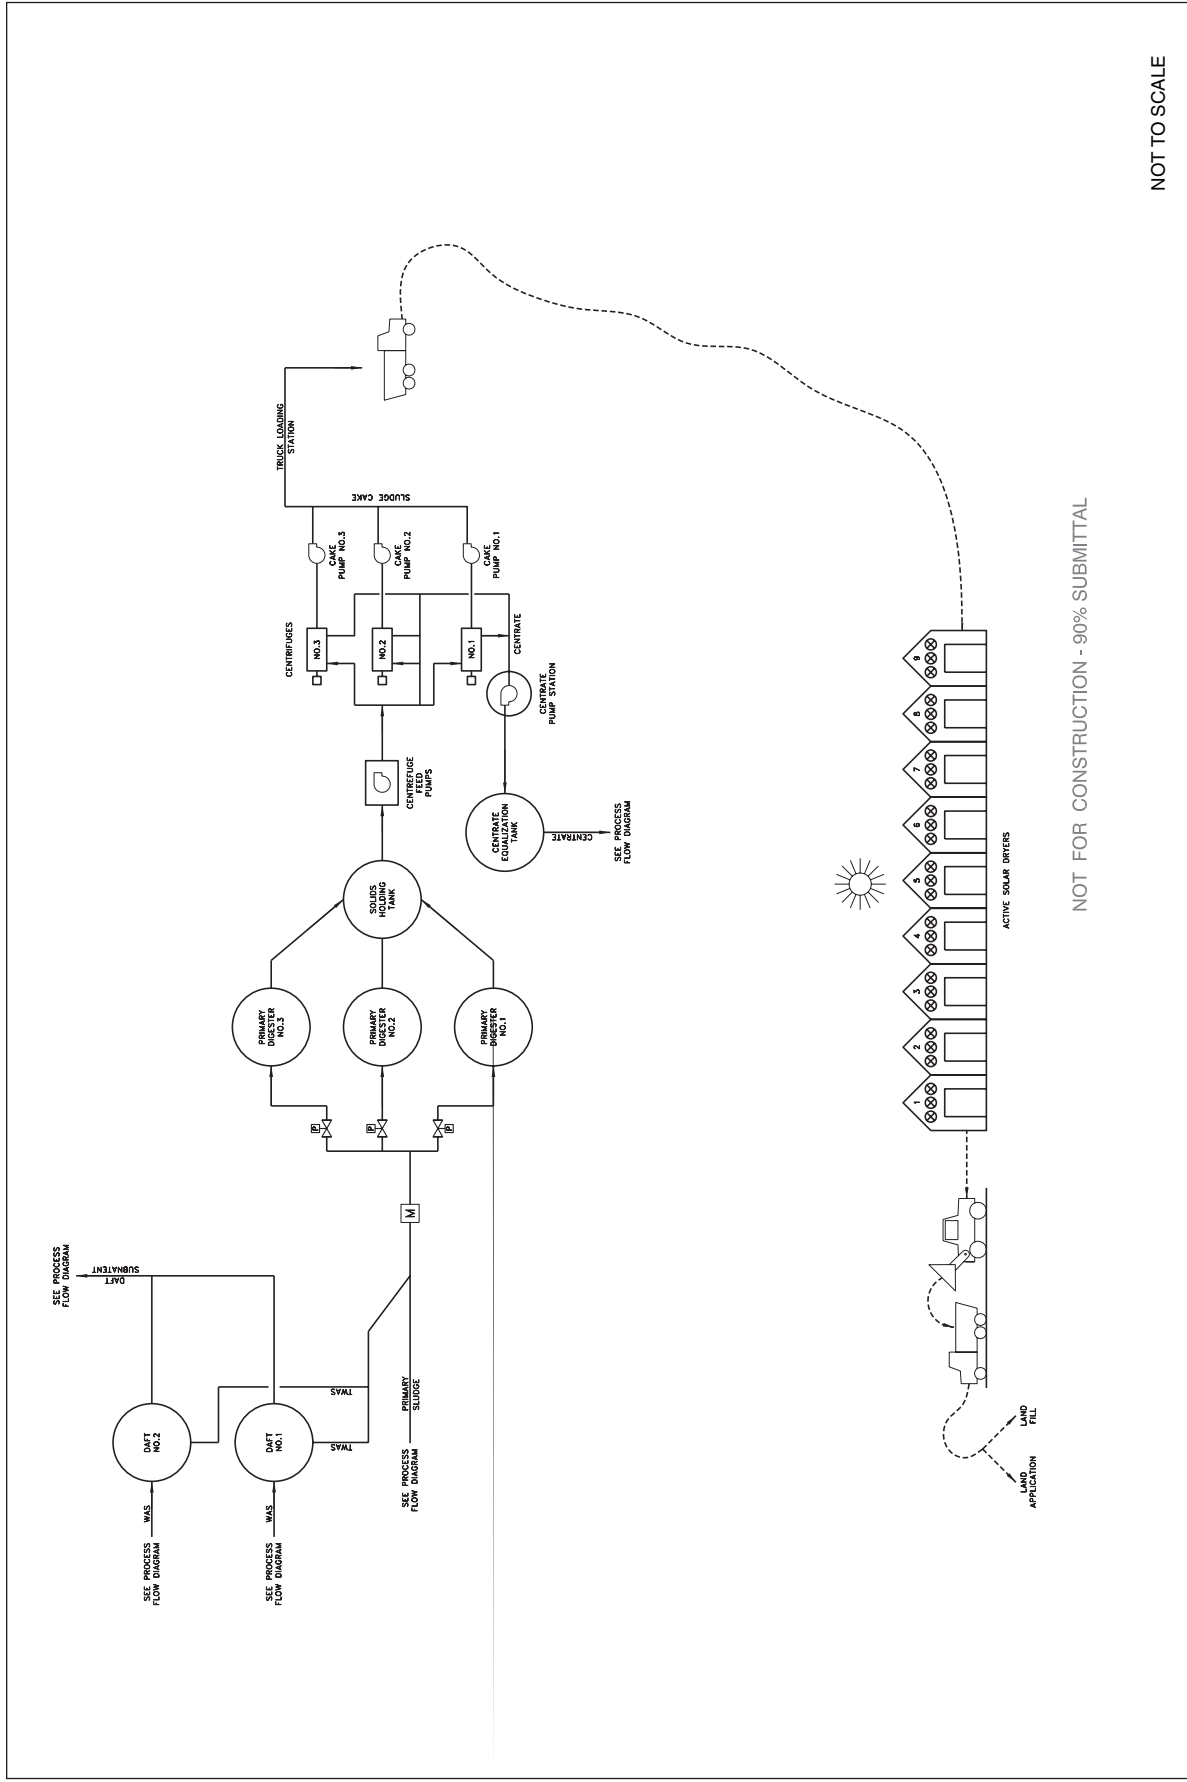 SEE PROCESS
FLOW DIAGRAM
DAFT
SUBNATENT
SEE PROCESS
FLOW DIAGRAM
WAS
DAFT
NO.2
SEE PROCESS
FLOW DIAGRAM
WAS
DAFT
NO.1
TWAS
TWAS
SEE PROCESS
FLOW DIAGRAM
PRIMARY
SLUDGE
M
P
P
P
PRIMARY
DIGESTER
NO.3
PRIMARY
DIGESTER
NO.2
PRIMARY
DIGESTER
NO.1
SOLIDS
HOLDING
TANK
CENTREFUGE
FEED
PUMPS
CENTRIFUGES
NO.3
NO.2
NO.1
CAKE
PUMP NO.3
CAKE
PUMP NO.2
CAKE
PUMP NO.1
SLUDGE CAKE
TRUCK LOADING
STATION
CENTRATE
CENTRATE
PUMP STATION
CENTRATE
EQUALIZATION
TANK
CENTRATE
SEE PROCESS
FLOW DIAGRAM
1
2
3
4
5
6
7
8
9
ACTIVE SOLAR DRYERS
LAND
APPLICATION
LAND
FILL
NOT FOR CONSTRUCTION - 90% SUBMITTAL
NOT TO SCALE